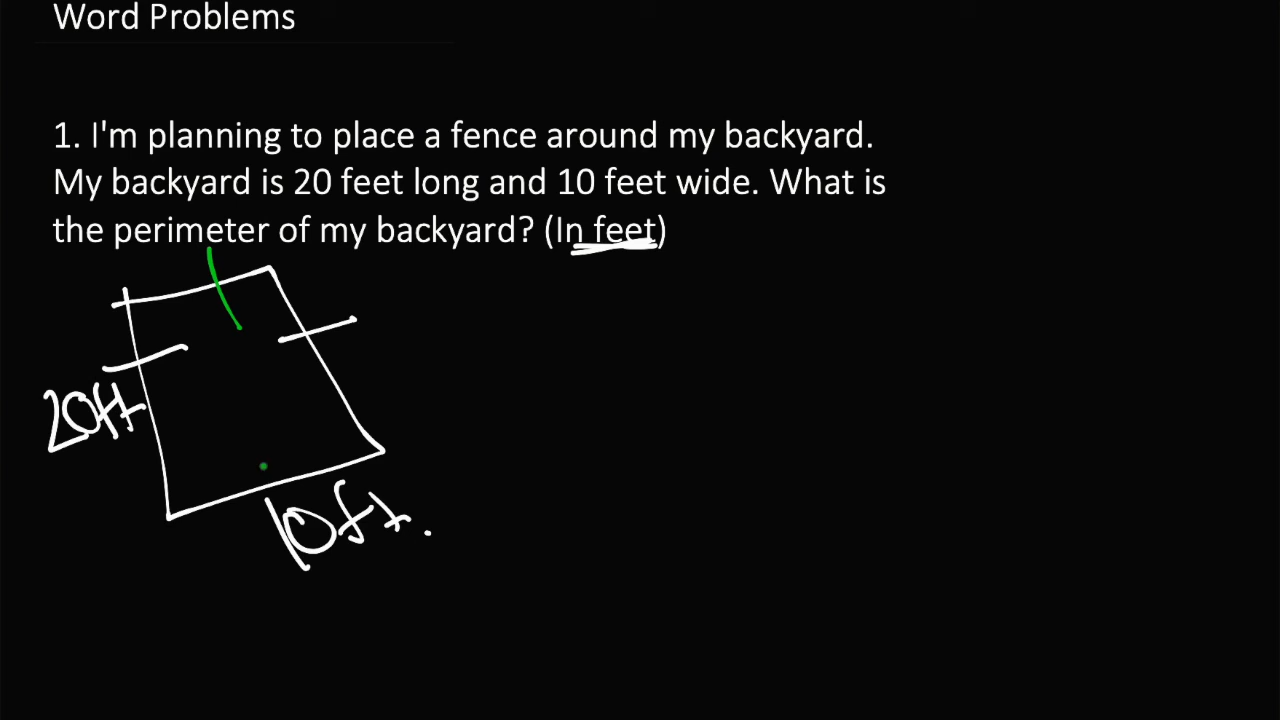 Word Problems
1. I'm planning to place a fence around my backyard.
My backyard is 20 feet long and 10 feet wide. What is
the perimeter of my backyard? (In feet)
20ft
10ft.